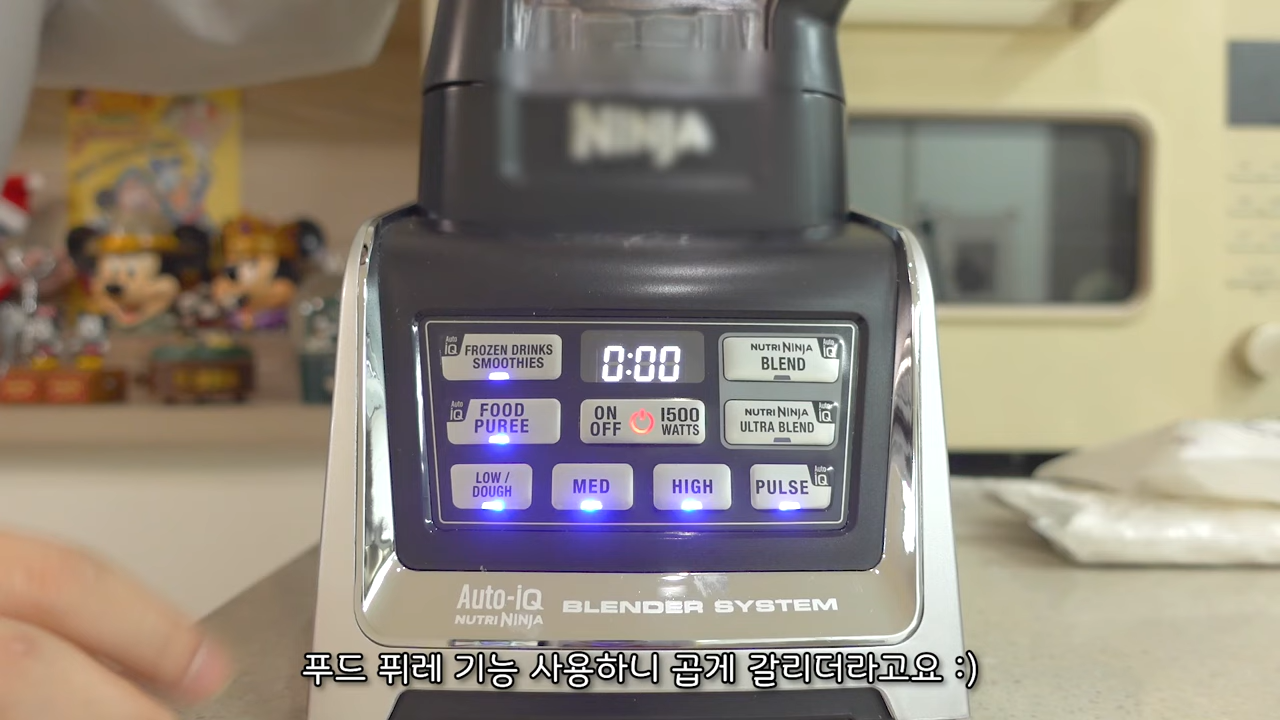 NINJA
Auto iQ FROZEN DRINKS
SMOOTHIES
0:00
NUTRI NINJA Auto iQ
BLEND
Auto iQ FOOD
PUREE
ON
OFF
1500
WATTS
NUTRI NINJA Auto iQ
ULTRA BLEND
LOW /
DOUGH
MED
HIGH
PULSE Auto iQ
Auto-iQ
NUTRI NINJA
BLENDER SYSTEM
푸드 퓌레 기능 사용하니 곱게 갈리더라고요 :)